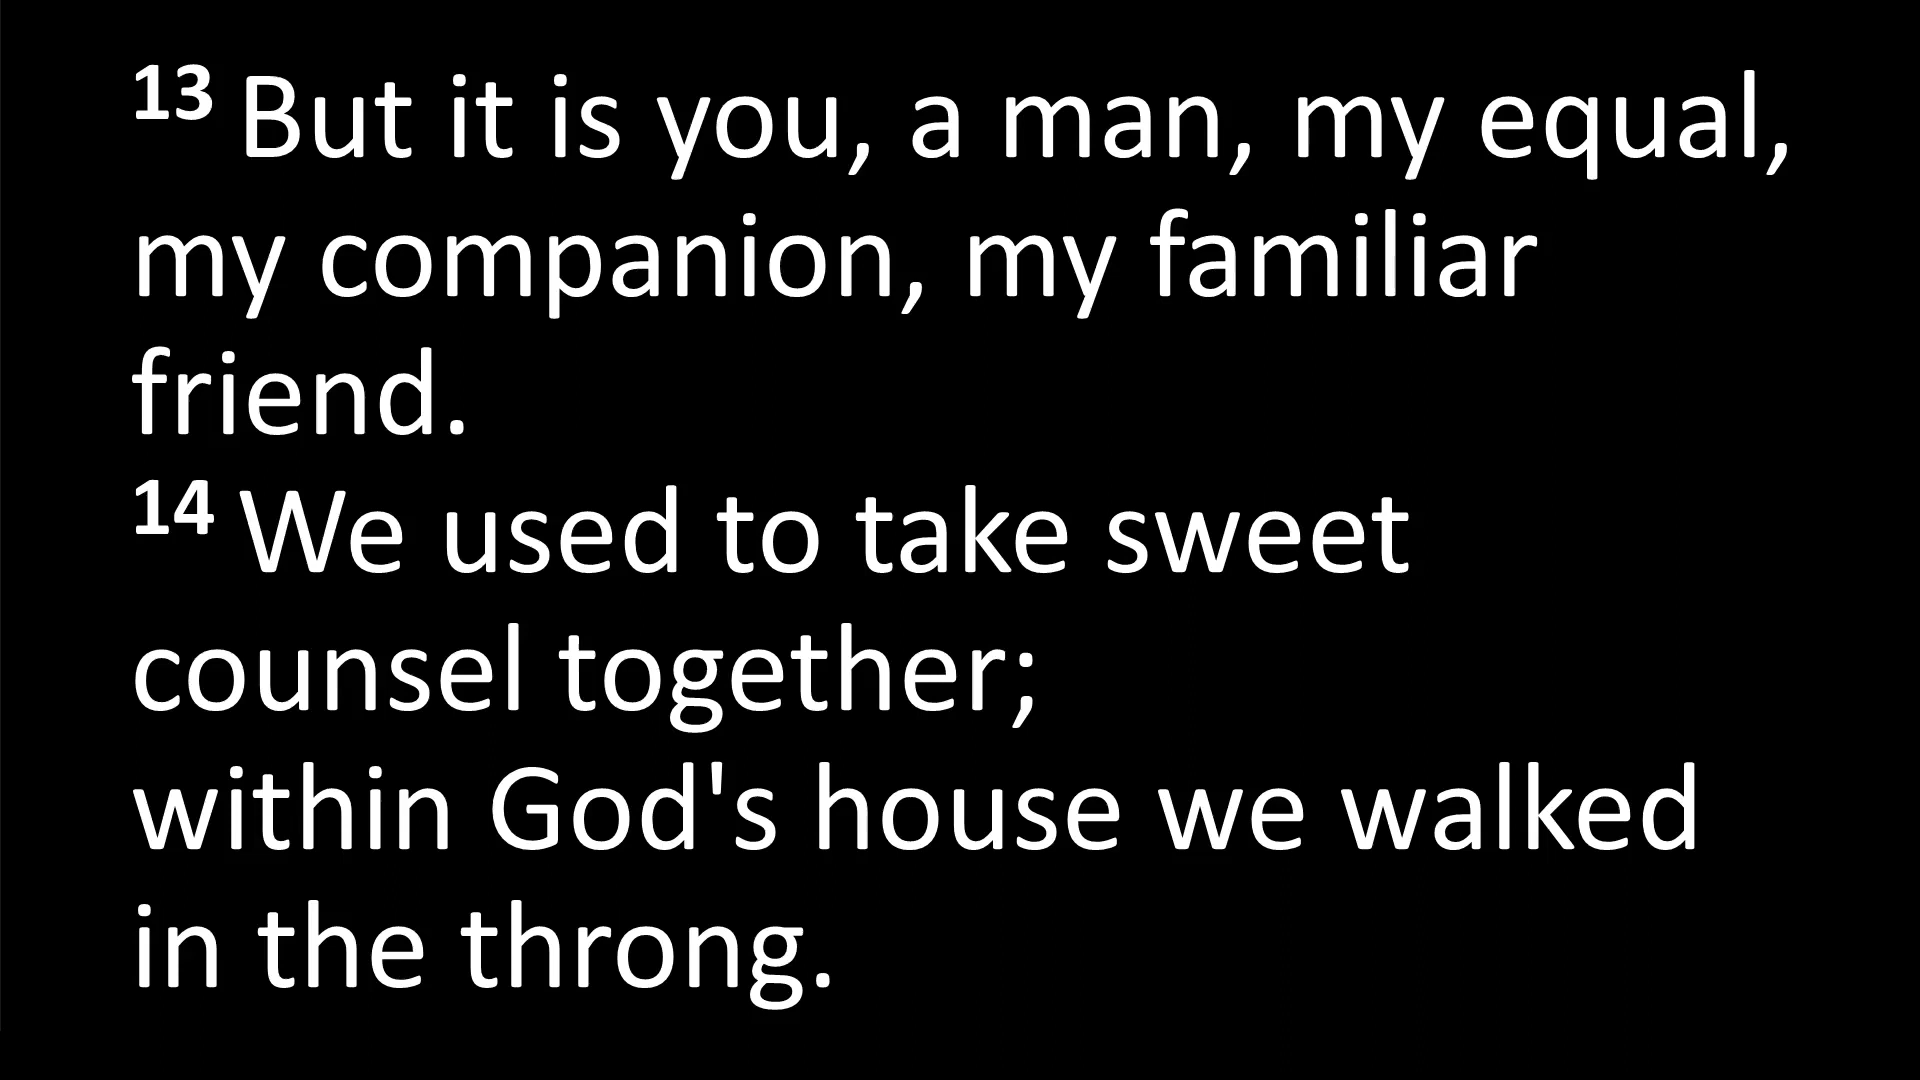 13 But it is you, a man, my equal,
my companion, my familiar
friend.
14 We used to take sweet
counsel together;
within God's house we walked
in the throng.